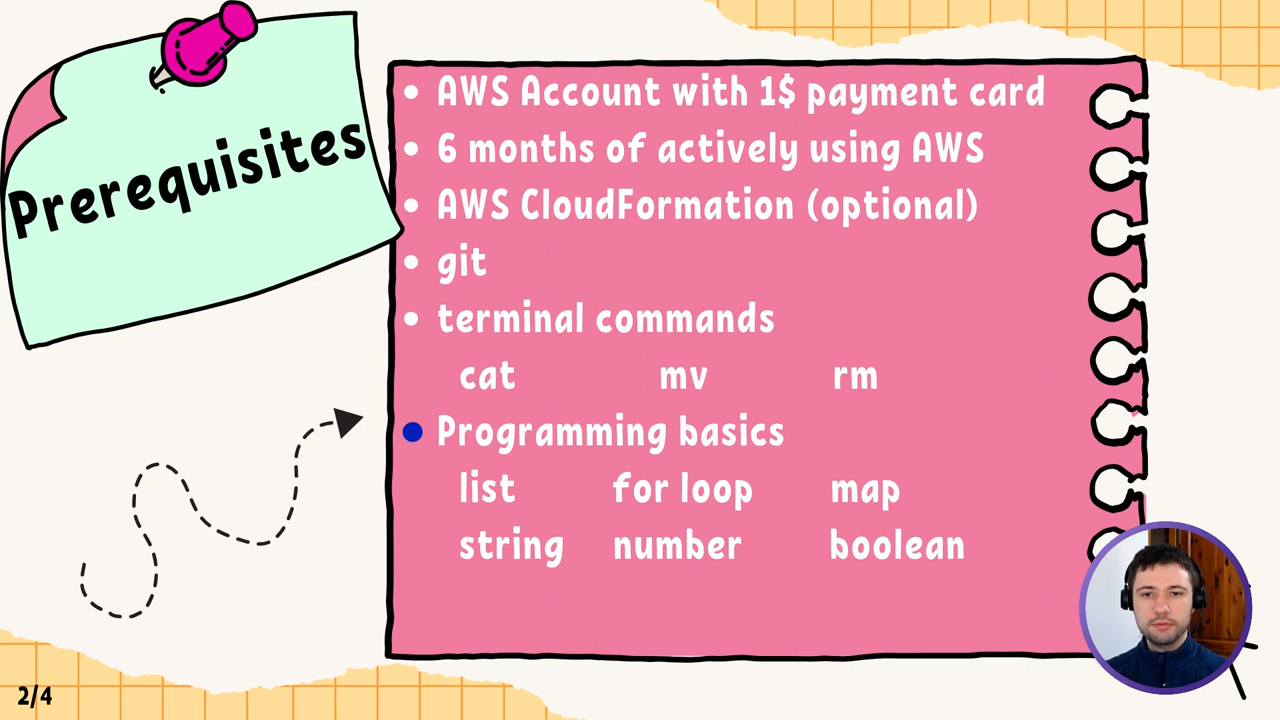 Prerequisites
• AWS Account with 1$ payment card
• 6 months of actively using AWS
• AWS CloudFormation (optional)
• git
• terminal commands
cat mv rm
• Programming basics
list for loop map
string number boolean
2/4